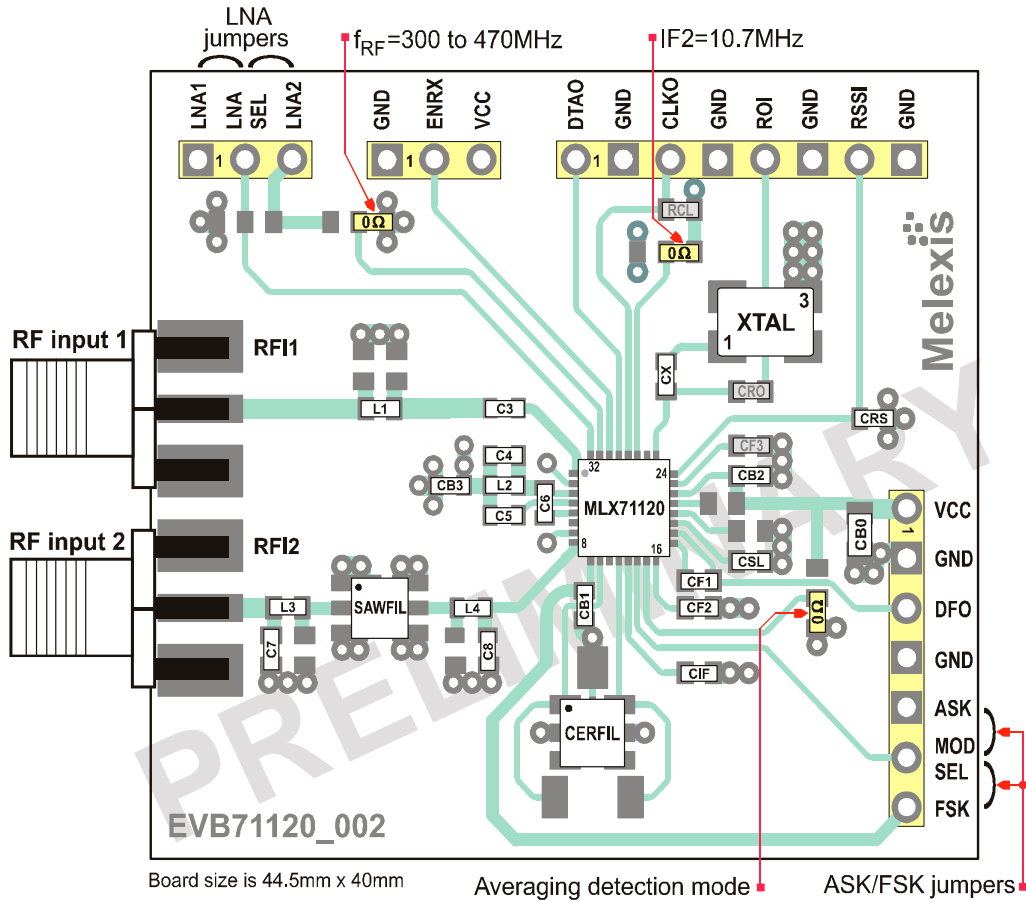 LNA
jumpers
fRF=300 to 470MHz
IF2=10.7MHz
LNA1
LNA
SEL
LNA2
GND
ENRX
VCC
DTAO
GND
CLKO
GND
ROI
GND
RSSI
GND
1
1
1
0Ω
RCL
0Ω
Melexis
3
XTAL
1
RF input 1
RFI1
CX
CRO
L1
C3
CRS
C4
32
24
CF3
CB3
L2
C6
CB2
C5
MLX71120
VCC
1
RF input 2
RFI2
8
16
CB0
CSL
GND
CF1
L3
SAWFIL
L4
CB1
CF2
0Ω
DFO
C7
C8
CIF
GND
ASK
CERFIL
MOD
SEL
FSK
PRELIMINARY
EVB71120_002
Board size is 44.5mm x 40mm
Averaging detection mode
ASK/FSK jumpers